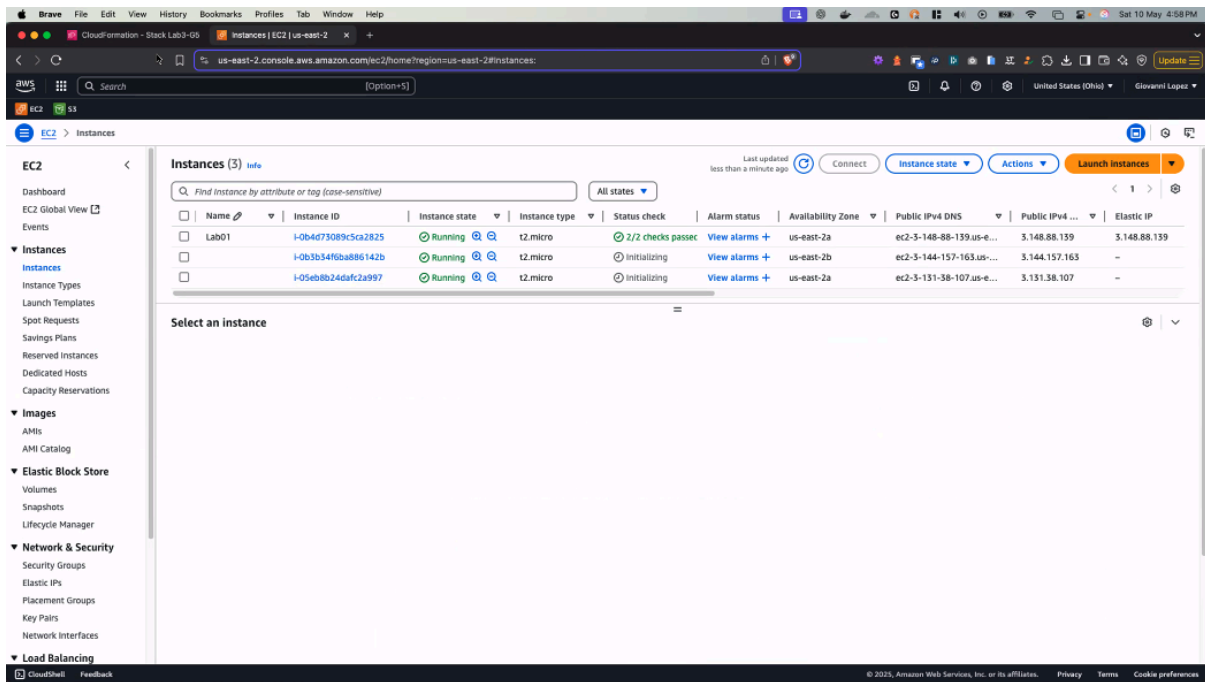 Brave File Edit View History Bookmarks Profiles Tab Window Help Sat 10 May 4:58 PM
CloudFormation - Stack Lab3-G5 Instances | EC2 | us-east-2 × +
us-east-2.console.aws.amazon.com/ec2/home?region=us-east-2#Instances: Update
aws Search [Option+S] United States (Ohio) ▼ Giovanni Lopez ▼
EC2 S3
EC2 > Instances
EC2
Dashboard
EC2 Global View
Events
▼ Instances
Instances
Instance Types
Launch Templates
Spot Requests
Savings Plans
Reserved Instances
Dedicated Hosts
Capacity Reservations
▼ Images
AMIs
AMI Catalog
▼ Elastic Block Store
Volumes
Snapshots
Lifecycle Manager
▼ Network & Security
Security Groups
Elastic IPs
Placement Groups
Key Pairs
Network Interfaces
▼ Load Balancing
Instances (3) Info
Last updated
less than a minute ago
Connect Instance state ▼ Actions ▼ Launch instances ▼
Find Instance by attribute or tag (case-sensitive) All states ▼ < 1 >
Name Instance ID Instance state Instance type Status check Alarm status Availability Zone Public IPv4 DNS Public IPv4 ... Elastic IP
Lab01 i-0b4d73089c5ca2825 Running t2.micro 2/2 checks passec View alarms + us-east-2a ec2-3-148-88-139.us-e... 3.148.88.139 3.148.88.139
i-0b3b34f6ba886142b Running t2.micro Initializing View alarms + us-east-2b ec2-3-144-157-163.us-... 3.144.157.163 –
i-05eb8b24dafc2a997 Running t2.micro Initializing View alarms + us-east-2a ec2-3-131-38-107.us-e... 3.131.38.107 –
Select an instance
CloudShell Feedback © 2025, Amazon Web Services, Inc. or its affiliates. Privacy Terms Cookie preferences